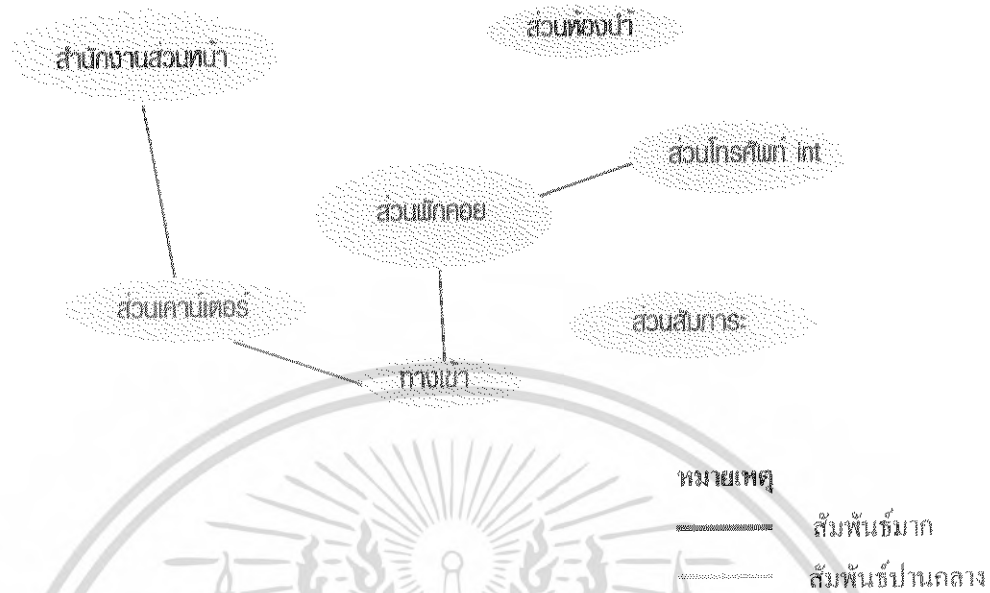 ส่วนห้องน้ำ
สำนักงานส่วนหน้า
ส่วนโทรศัพท์ int
ส่วนพักคอย
ส่วนเคาน์เตอร์
ส่วนสัมภาระ
ทางเข้า
หมายเหตุ
สัมพันธ์มาก
สัมพันธ์ปานกลาง